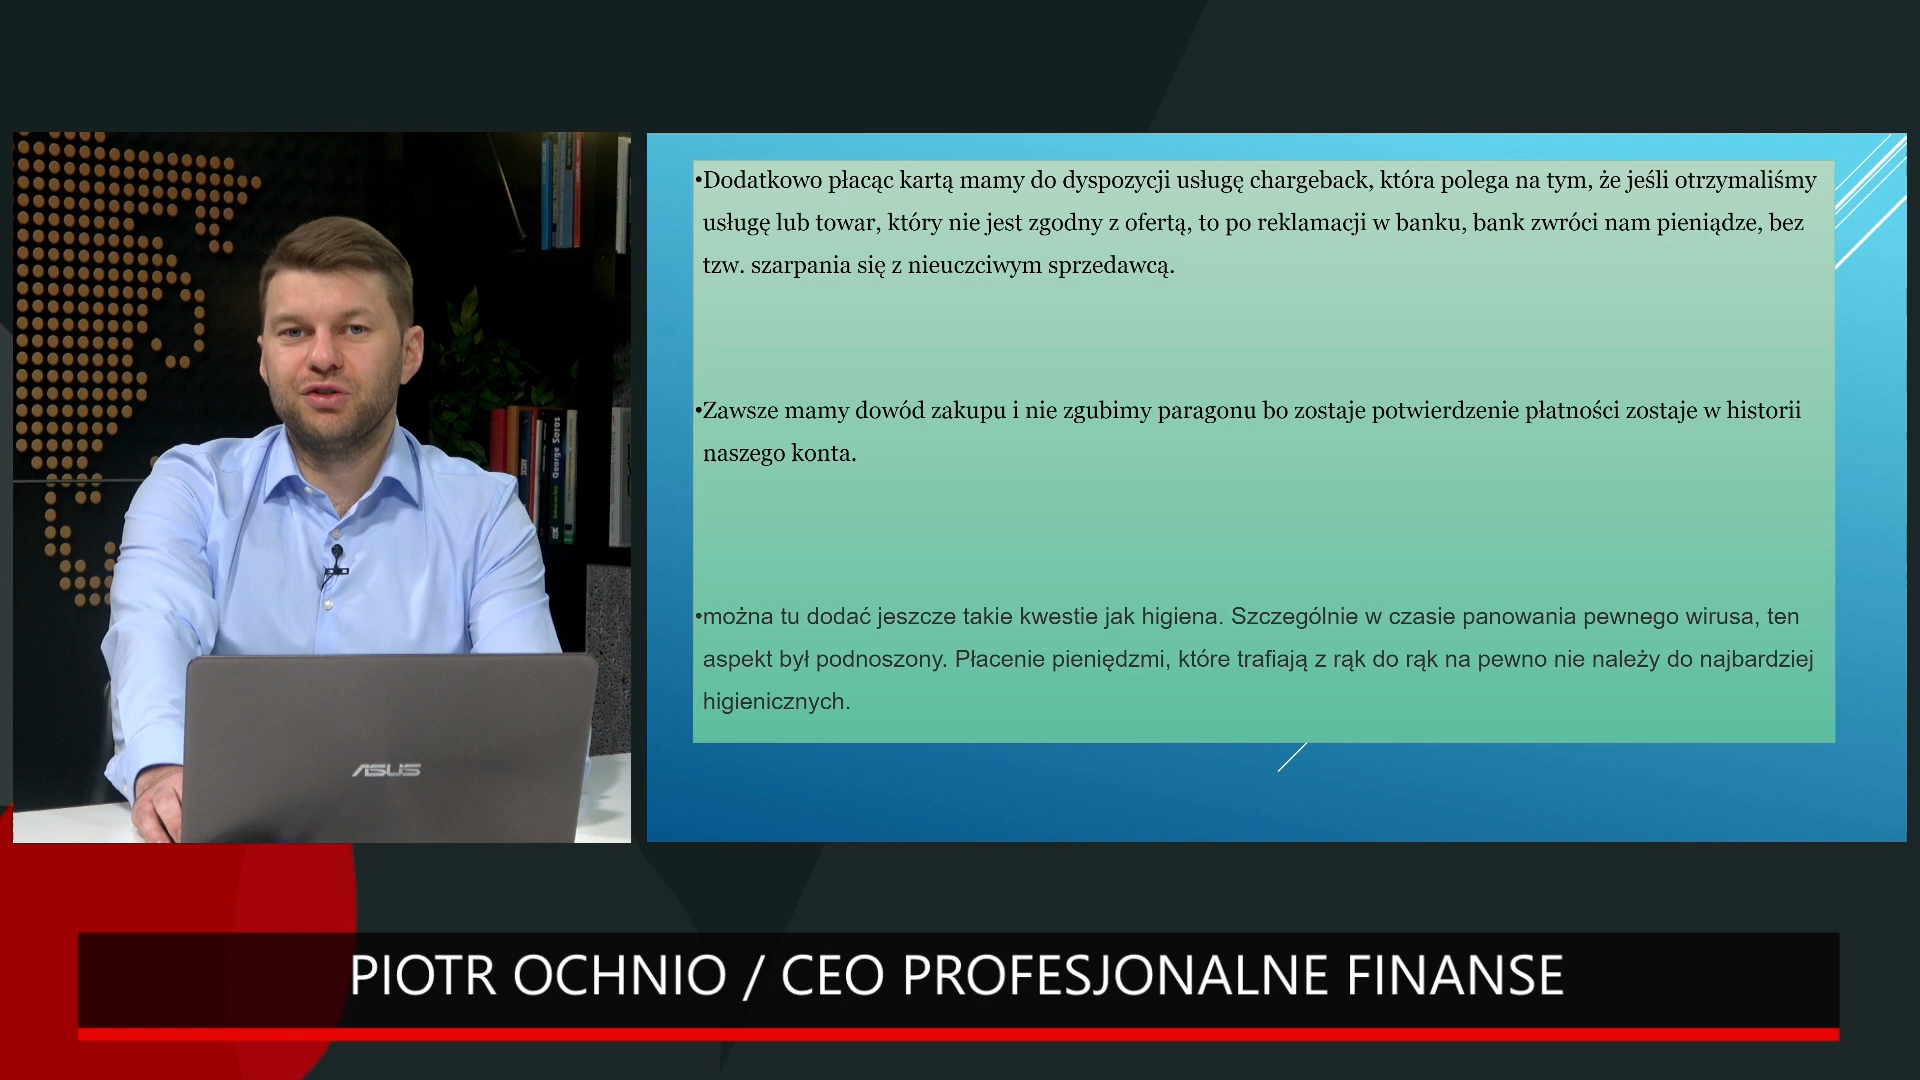 •Dodatkowo płacąc kartą mamy do dyspozycji usługę chargeback, która polega na tym, że jeśli otrzymaliśmy
usługę lub towar, który nie jest zgodny z ofertą, to po reklamacji w banku, bank zwróci nam pieniądze, bez
tzw. szarpania się z nieuczciwym sprzedawcą.
•Zawsze mamy dowód zakupu i nie zgubimy paragonu bo zostaje potwierdzenie płatności zostaje w historii
naszego konta.
•można tu dodać jeszcze takie kwestie jak higiena. Szczególnie w czasie panowania pewnego wirusa, ten
aspekt był podnoszony. Płacenie pieniędzmi, które trafiają z rąk do rąk na pewno nie należy do najbardziej
higienicznych.
George Soros
ASUS
PIOTR OCHNIO / CEO PROFESJONALNE FINANSE